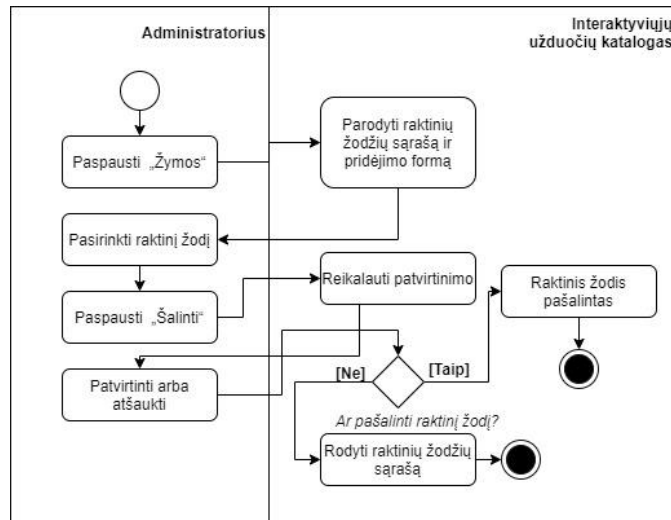 Administratorius
Interaktyviųjų
užduočių katalogas
Paspausti „Žymos“
Parodyti raktinių
žodžių sąrašą ir
pridėjimo formą
Pasirinkti raktinį žodį
Paspausti „Šalinti“
Reikalauti patvirtinimo
Raktinis žodis
pašalintas
Patvirtinti arba
atšaukti
[Ne]
[Taip]
Ar pašalinti raktinį žodį?
Rodyti raktinių žodžių
sąrašą